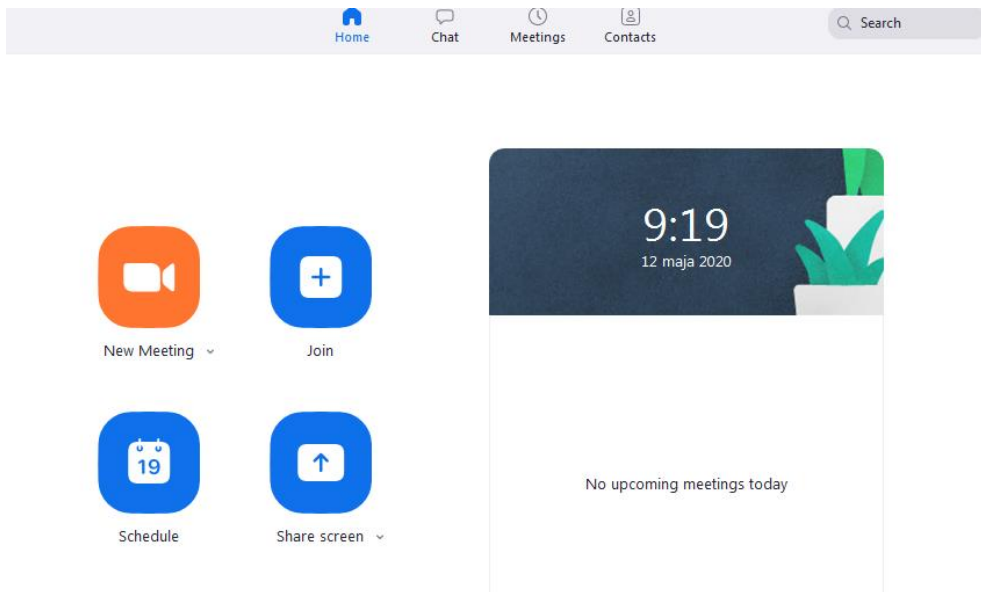 Home
Chat
Meetings
Contacts
Search
9:19
12 maja 2020
New Meeting
Join
19
Schedule
Share screen
No upcoming meetings today